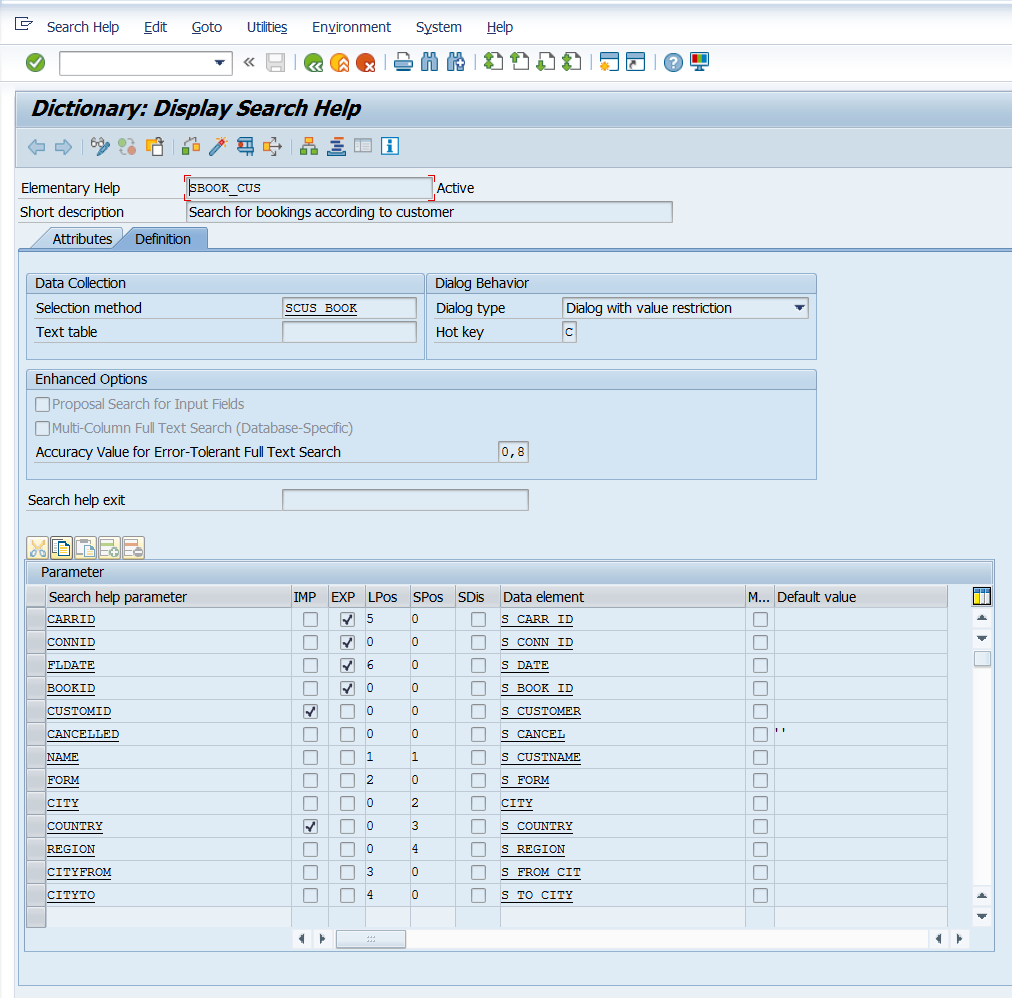 Search Help Edit Goto Utilities Environment System Help
Dictionary: Display Search Help
Elementary Help SBOOK_CUS Active
Short description Search for bookings according to customer
Attributes Definition
Data Collection Dialog Behavior
Selection method SCUS_BOOK Dialog type Dialog with value restriction
Text table Hot key C
Enhanced Options
Proposal Search for Input Fields
Multi-Column Full Text Search (Database-Specific)
Accuracy Value for Error-Tolerant Full Text Search 0,8
Search help exit
Parameter
Search help parameter IMP EXP LPos SPos SDis Data element M... Default value
CARRID 5 0 S_CARR_ID
CONNID 0 0 S_CONN_ID
FLDATE 6 0 S_DATE
BOOKID 0 0 S_BOOK_ID
CUSTOMID 0 0 S_CUSTOMER
CANCELLED 0 0 S_CANCEL ' '
NAME 1 1 S_CUSTNAME
FORM 2 0 S_FORM
CITY 0 2 CITY
COUNTRY 0 3 S_COUNTRY
REGION 0 4 S_REGION
CITYFROM 3 0 S_FROM_CIT
CITYTO 4 0 S_TO_CITY